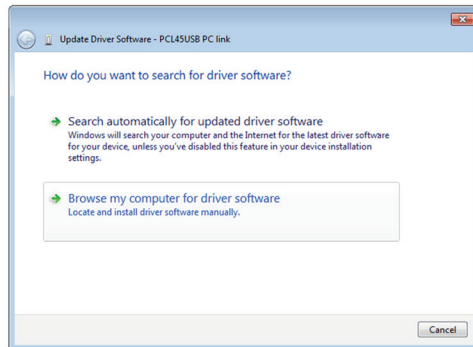 Update Driver Software - PCL45USB PC link
How do you want to search for driver software?
Search automatically for updated driver software
Windows will search your computer and the Internet for the latest driver software
for your device, unless you've disabled this feature in your device installation
settings.
Browse my computer for driver software
Locate and install driver software manually.
Cancel